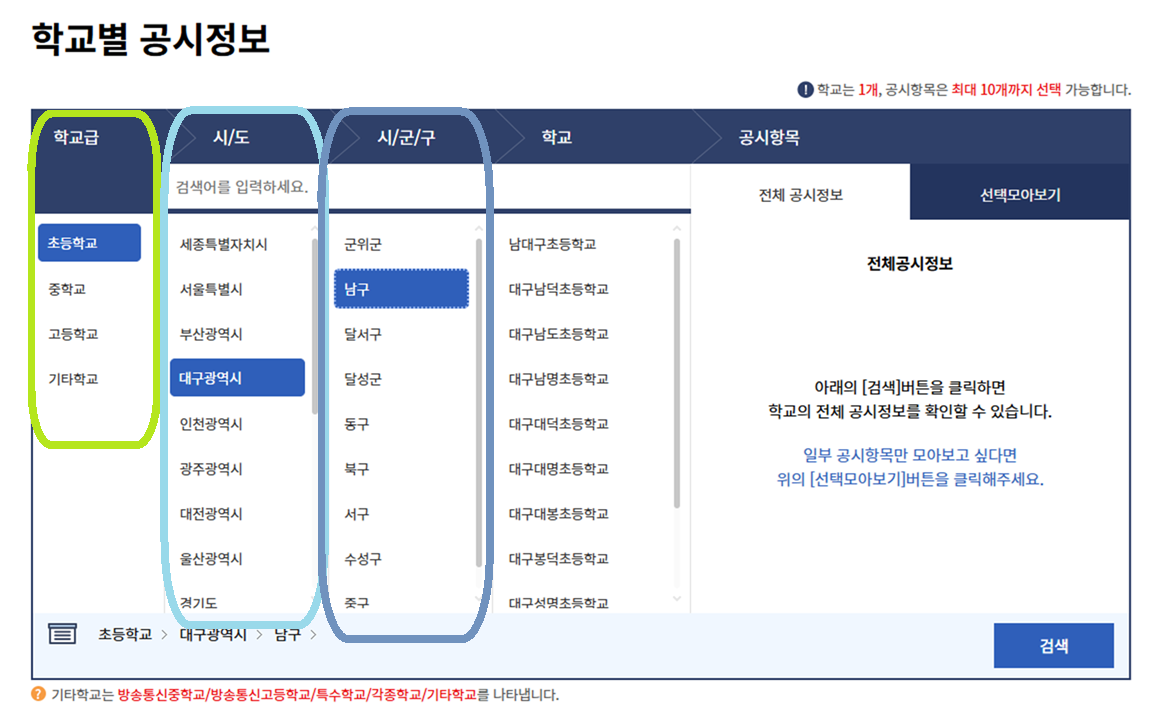 학교별 공시정보
! 학교는 1개, 공시항목은 최대 10개까지 선택 가능합니다.
학교급
시/도
시/군/구
학교
공시항목
검색어를 입력하세요.
전체 공시정보
선택모아보기
초등학교
중학교
고등학교
기타학교
세종특별자치시
서울특별시
부산광역시
대구광역시
인천광역시
광주광역시
대전광역시
울산광역시
경기도
군위군
남구
달서구
달성군
동구
북구
서구
수성구
중구
남대구초등학교
대구남덕초등학교
대구남도초등학교
대구남명초등학교
대구대덕초등학교
대구대명초등학교
대구대봉초등학교
대구봉덕초등학교
대구성명초등학교
전체공시정보
아래의 [검색]버튼을 클릭하면
학교의 전체 공시정보를 확인할 수 있습니다.
일부 공시항목만 모아보고 싶다면
위의 [선택모아보기]버튼을 클릭해주세요.
초등학교 > 대구광역시 > 남구 >
검색
? 기타학교는 방송통신중학교/방송통신고등학교/특수학교/각종학교/기타학교를 나타냅니다.